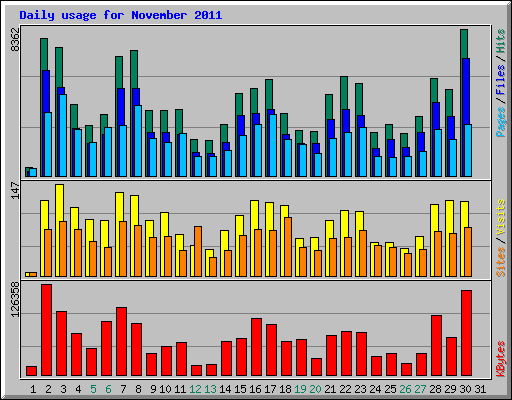 Daily usage for November 2011
8362
Pages / Files / Hits
147
Sites / Visits
126358
KBytes
1 2 3 4 5 6 7 8 9 10 11 12 13 14 15 16 17 18 19 20 21 22 23 24 25 26 27 28 29 30 31